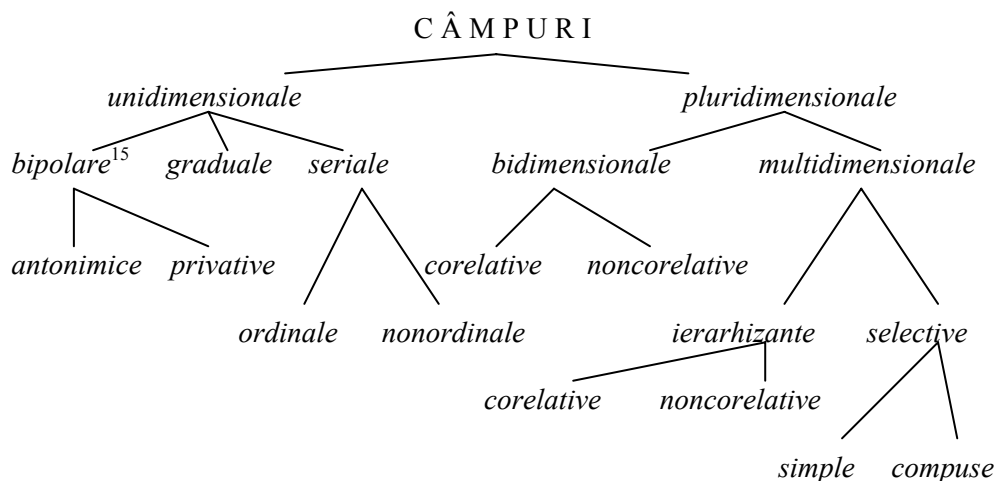 C Â M P U R I
unidimensionale pluridimensionale
bipolare¹⁵ graduale seriale bidimensionale multidimensionale
antonimice privative corelative noncorelative
ordinale nonordinale ierarhizante selective
corelative noncorelative
simple compuse